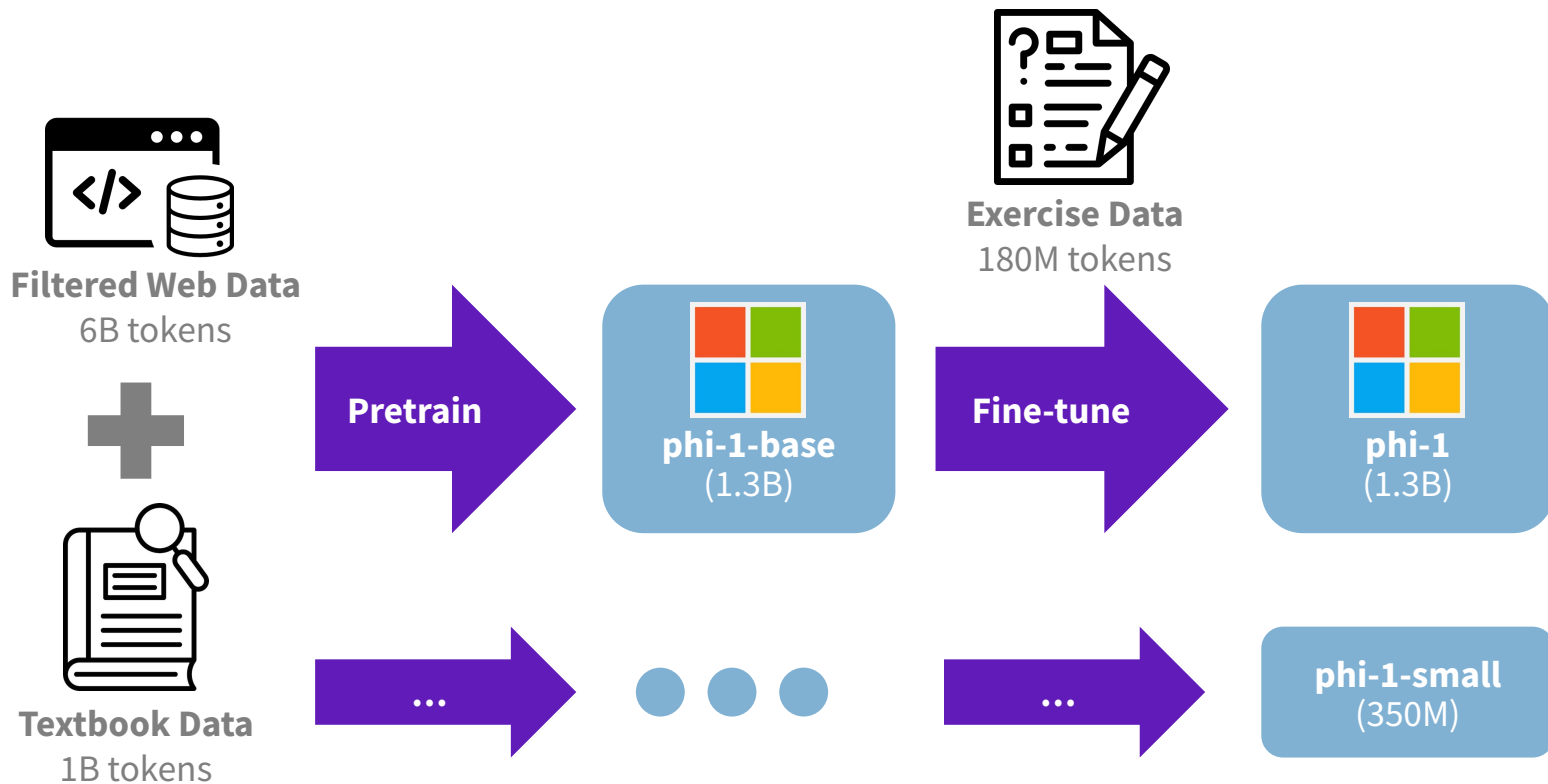 Filtered Web Data
6B tokens
Textbook Data
1B tokens
Pretrain
phi-1-base
(1.3B)
Exercise Data
180M tokens
Fine-tune
phi-1
(1.3B)
...
...
phi-1-small
(350M)